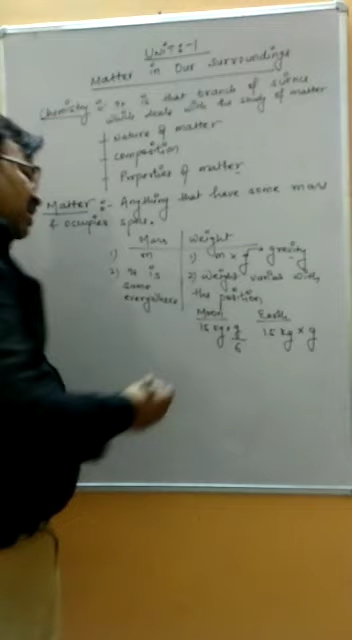 UNITS-1
Matter in Our Surroundings
Chemistry :- It is that branch of science
which deals with the study of matter
Nature of matter
Composition
Properties of matter
Matter :- Anything that have some mass
& occupies space.
Mass | Weight
1) m | 1) m × g → gravity
2) It is | 2) Weight varies with
same | the position
everywhere
Moon Earth
15 kg × g/6 15 kg × g